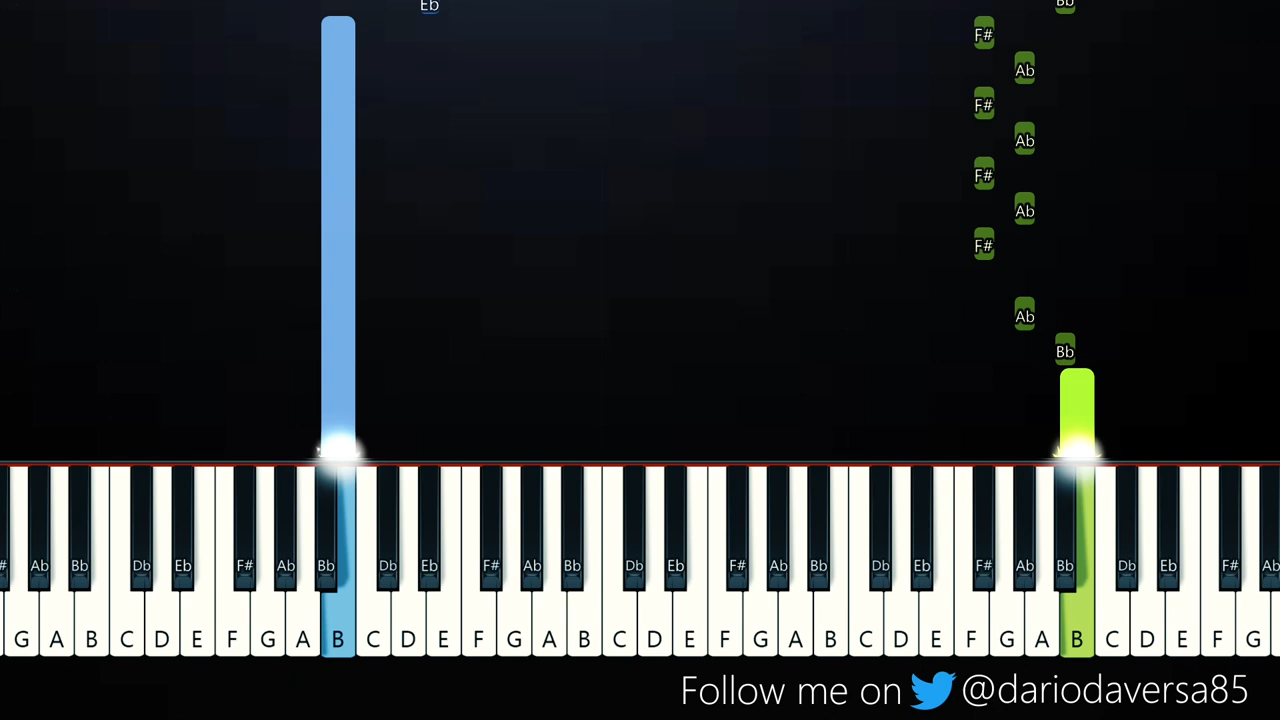 Eb
Bb
F#
Ab
F#
Ab
F#
Ab
F#
Ab
Bb
# Ab Bb Db Eb F# Ab Bb Db Eb F# Ab Bb Db Eb F# Ab Bb Db Eb F# Ab Bb Db Eb F# Ab
G A B C D E F G A B C D E F G A B C D E F G A B C D E F G A B C D E F G
Follow me on @dariodaversa85